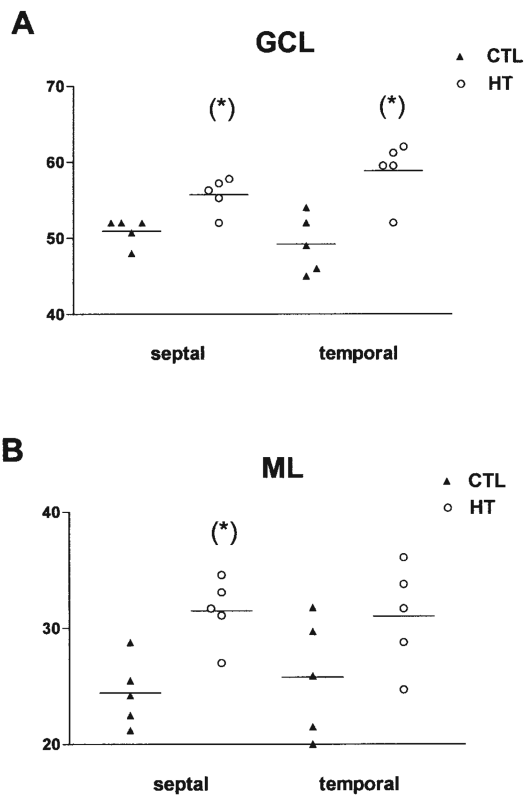 A
GCL
CTL
HT
70
(*) (*)
60
50
40
septal temporal
B
ML
CTL
HT
40
(*)
30
20
septal temporal